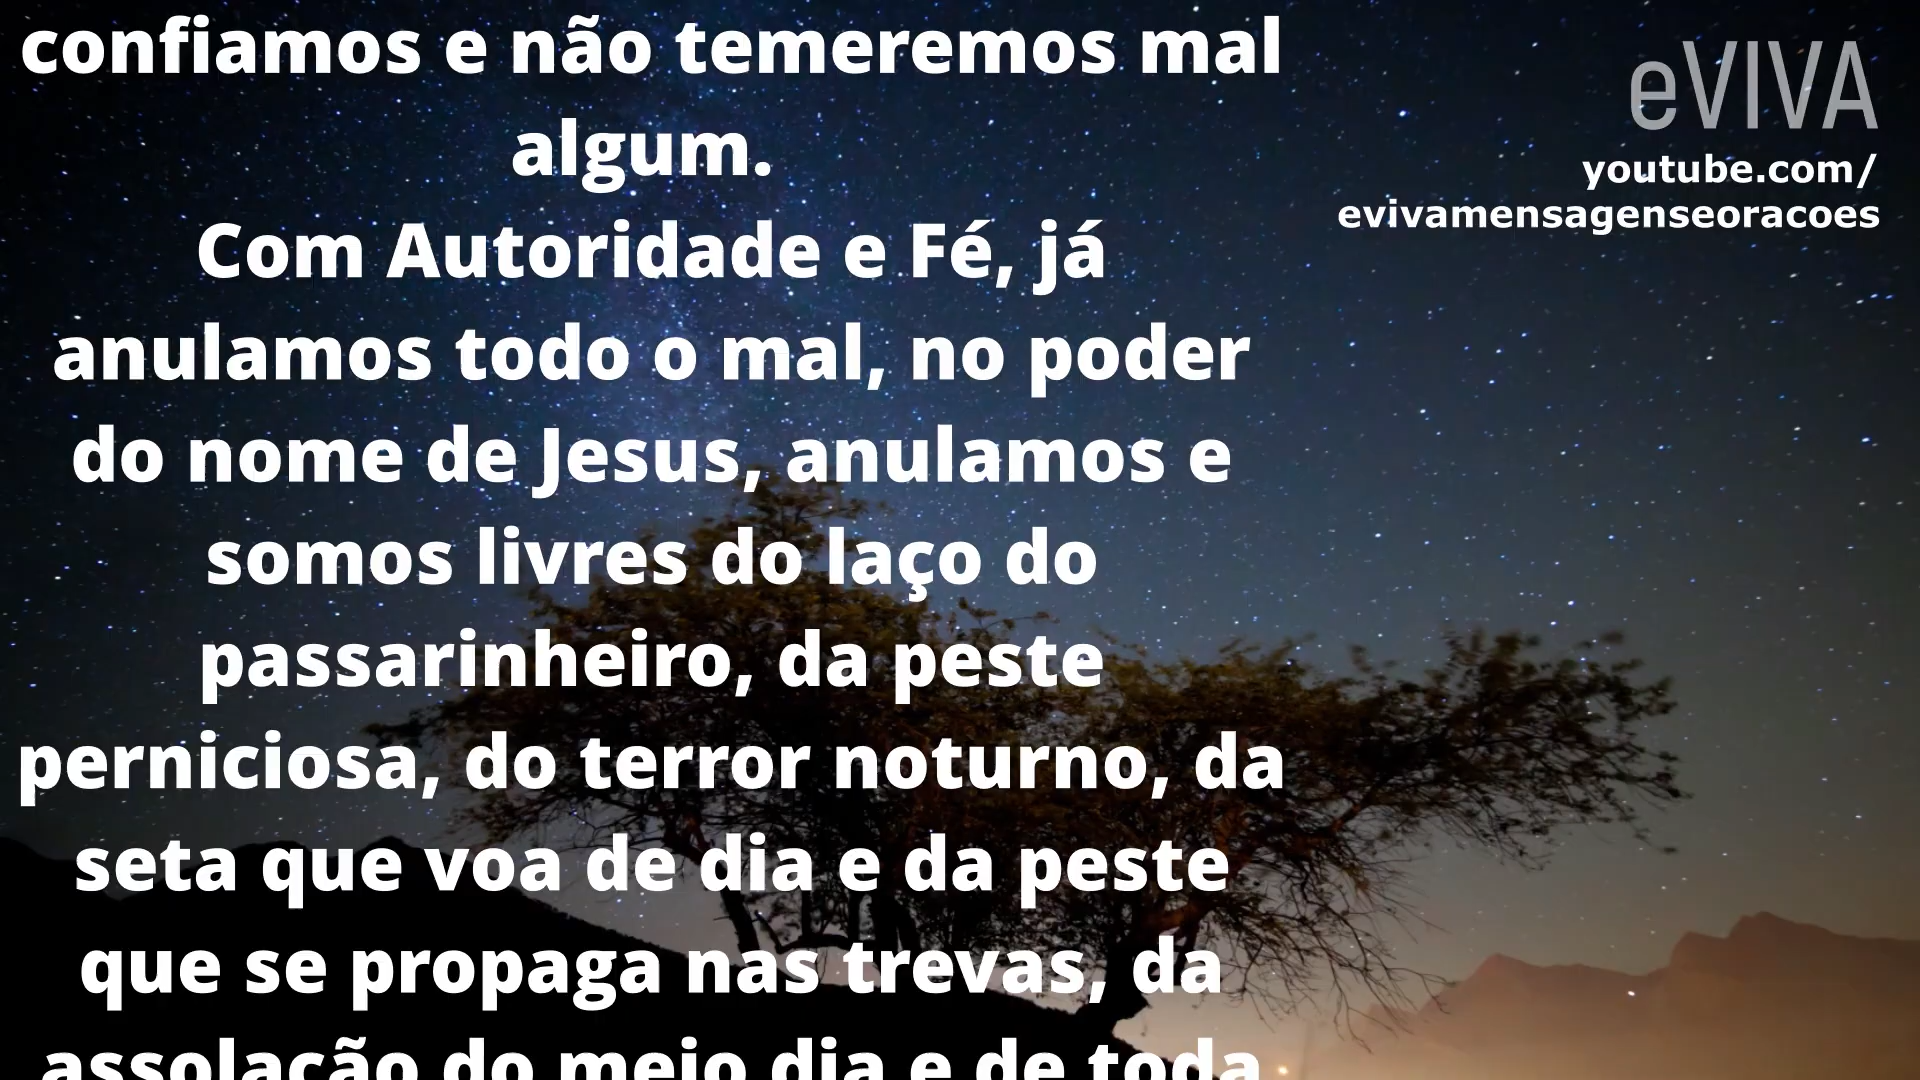 confiamos e não temeremos mal
algum.
Com Autoridade e Fé, já
anulamos todo o mal, no poder
do nome de Jesus, anulamos e
somos livres do laço do
passarinheiro, da peste
perniciosa, do terror noturno, da
seta que voa de dia e da peste
que se propaga nas trevas, da
assolação do meio dia e de toda
eVIVA
youtube.com/
evivamensagenseoracoes